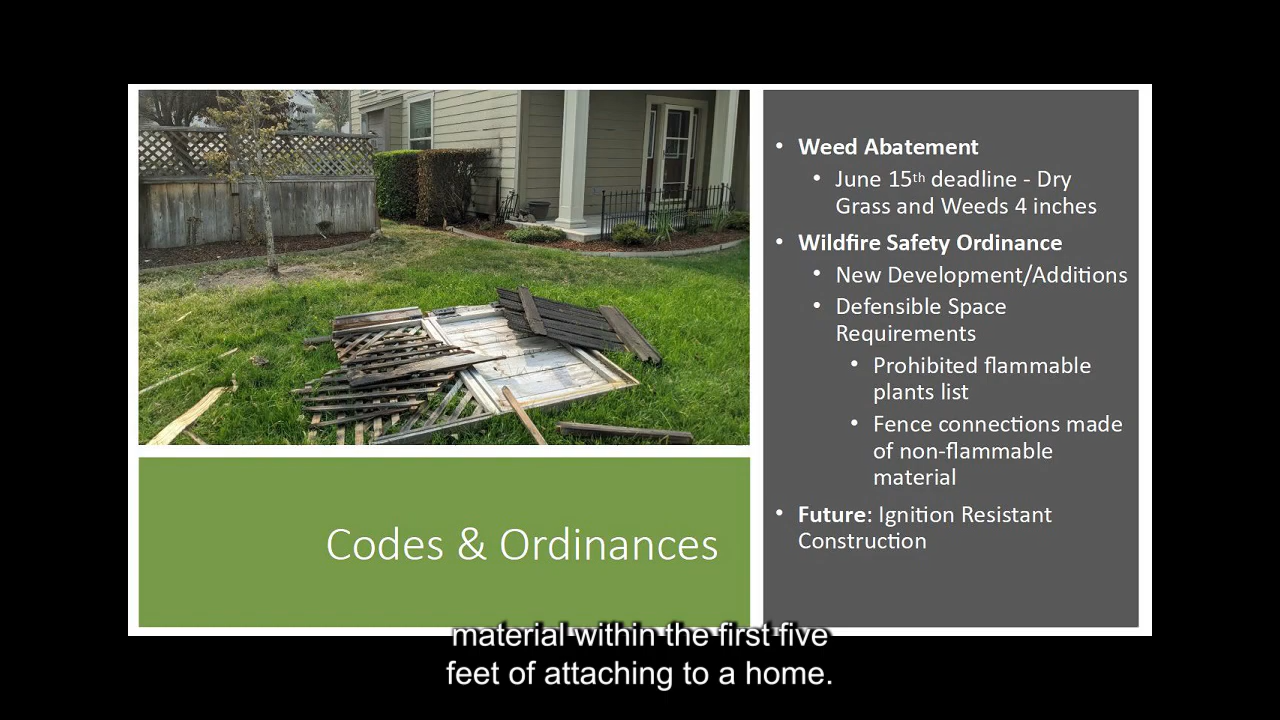 • Weed Abatement
• June 15th deadline - Dry
Grass and Weeds 4 inches
• Wildfire Safety Ordinance
• New Development/Additions
• Defensible Space
Requirements
• Prohibited flammable
plants list
• Fence connections made
of non-flammable
material
• Future: Ignition Resistant
Construction
Codes & Ordinances
material within the first five
feet of attaching to a home.